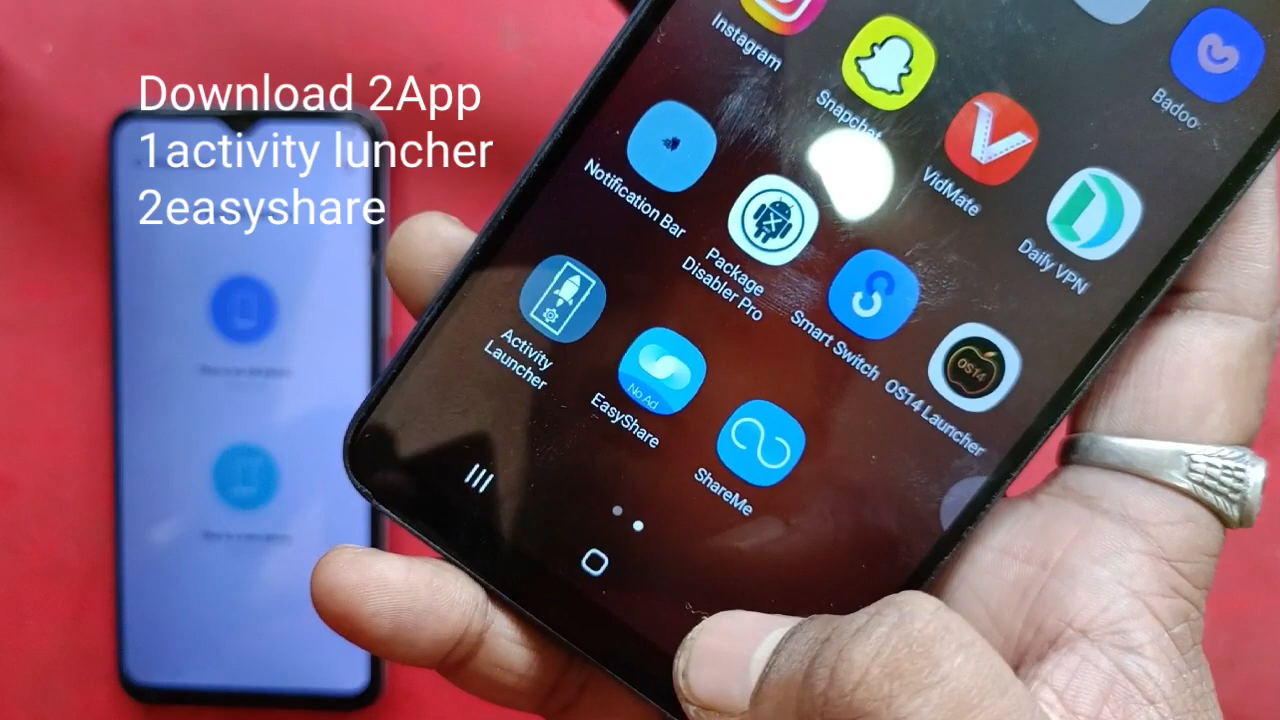 Download 2App
1activity luncher
2easyshare
Instagram
Snapchat
Badoo
Notification Bar
VidMate
Package
Disabler Pro
Daily VPN
Activity
Launcher
Smart Switch
OS14
OS14 Launcher
No Ad
EasyShare
ShareMe